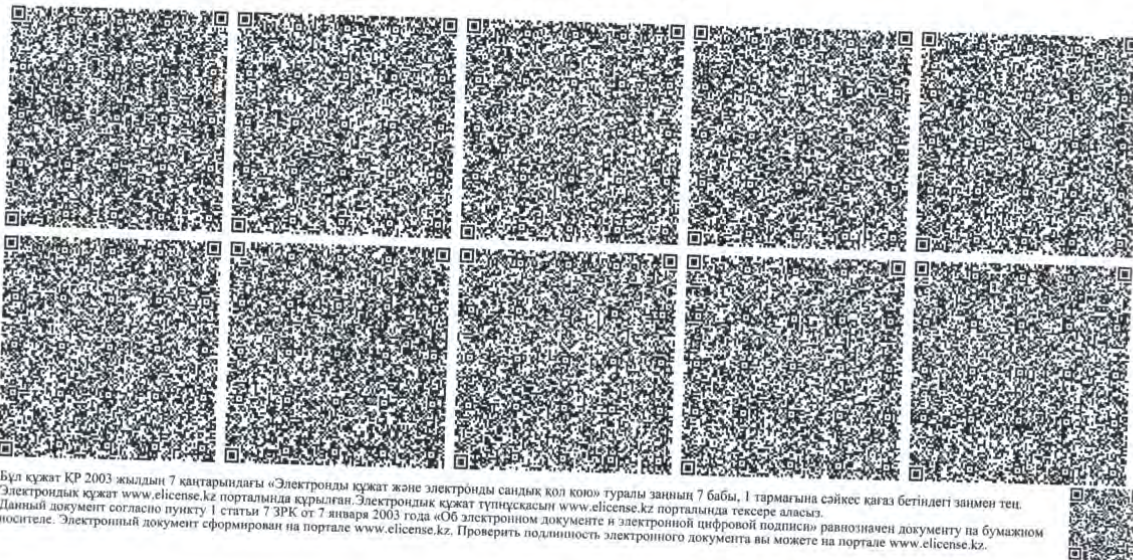 Бұл құжат ҚР 2003 жылдың 7 қаңтарындағы «Электронды құжат және электронды сандық қол қою» туралы заңның 7 бабы, 1 тармағына сәйкес қағаз бетіндегі заңмен тең.
Электрондық құжат www.elicense.kz порталында құрылған.Электрондық құжат түпнұсқасын www.elicense.kz порталында тексере аласыз.
Данный документ согласно пункту 1 статьи 7 ЗРК от 7 января 2003 года «Об электронном документе и электронной цифровой подписи» равнозначен документу на бумажном
носителе. Электронный документ сформирован на портале www.elicense.kz. Проверить подлинность электронного документа вы можете на портале www.elicense.kz.